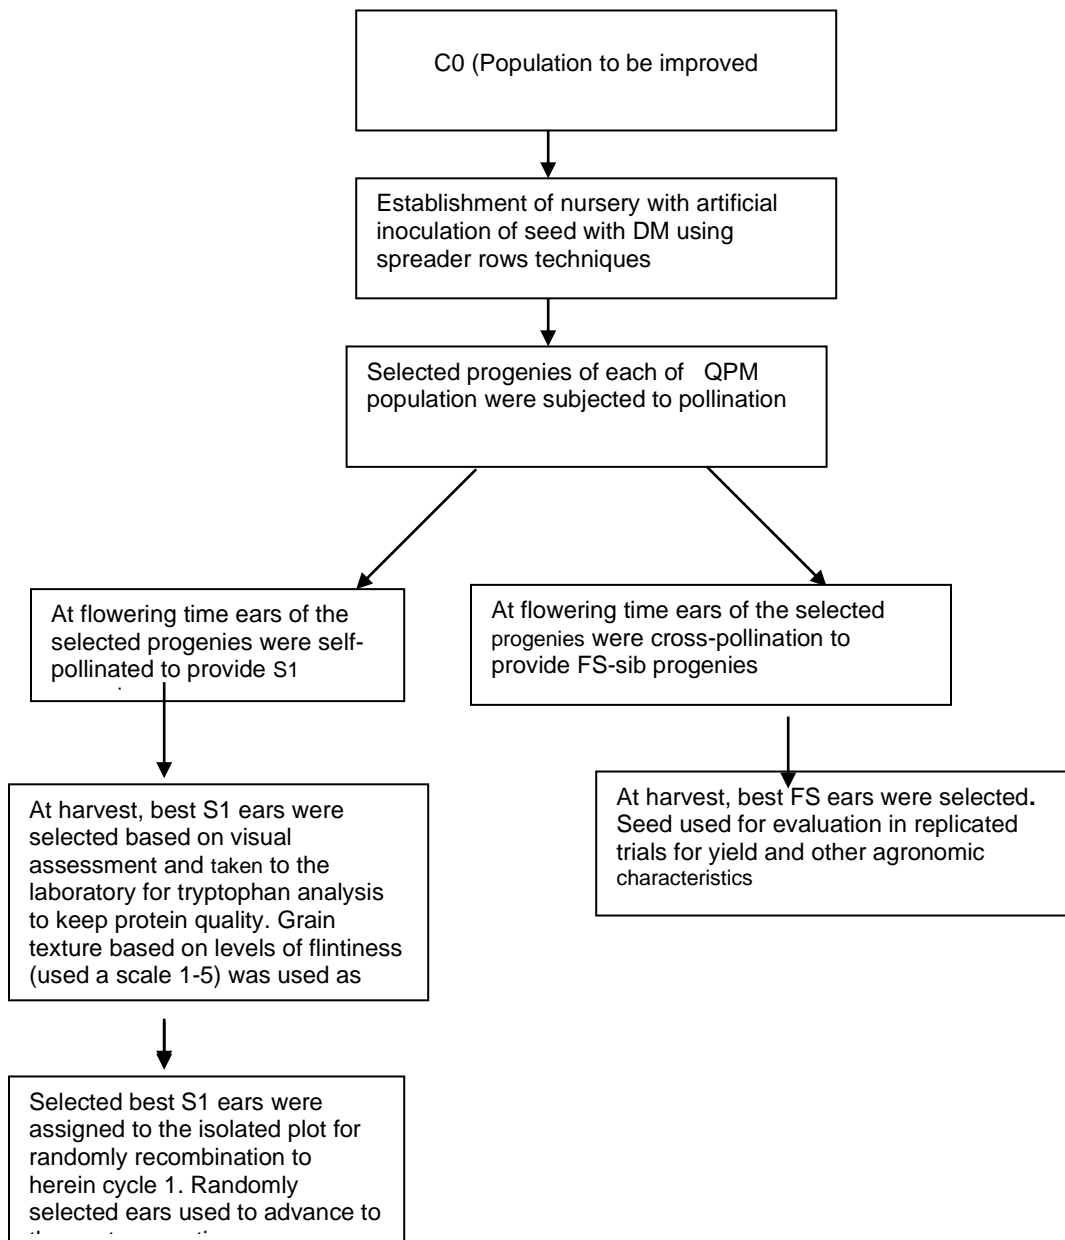 C0 (Population to be improved
Establishment of nursery with artificial
inoculation of seed with DM using
spreader rows techniques
Selected progenies of each of QPM
population were subjected to pollination
At flowering time ears of the
selected progenies were self-
pollinated to provide S1
At flowering time ears of the selected
progenies were cross-pollination to
provide FS-sib progenies
At harvest, best S1 ears were
selected based on visual
assessment and taken to the
laboratory for tryptophan analysis
to keep protein quality. Grain
texture based on levels of flintiness
(used a scale 1-5) was used as
At harvest, best FS ears were selected.
Seed used for evaluation in replicated
trials for yield and other agronomic
characteristics
Selected best S1 ears were
assigned to the isolated plot for
randomly recombination to
herein cycle 1. Randomly
selected ears used to advance to